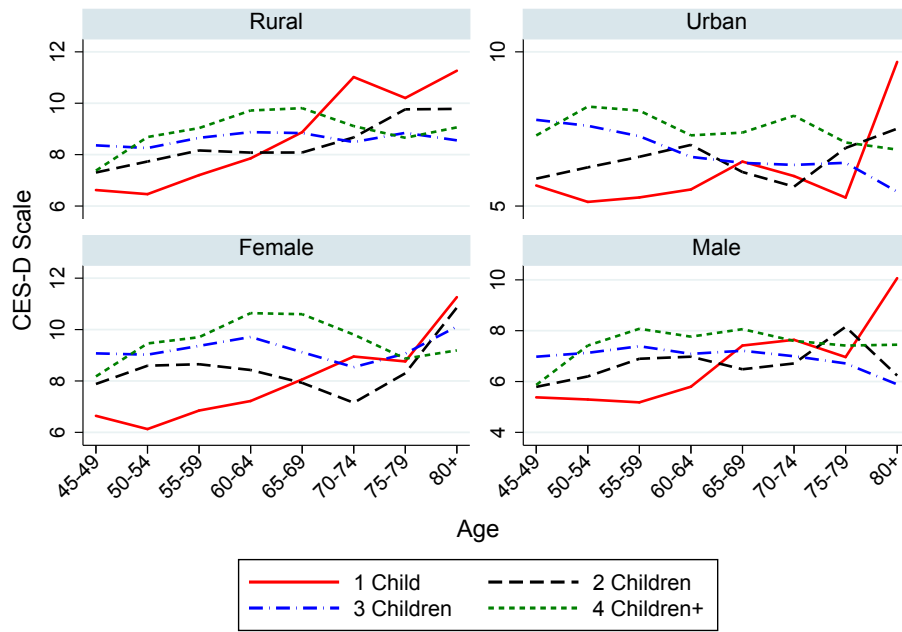 Rural
Urban
12
10
8
6
10
5
CES-D Scale
Female
Male
12
10
8
6
10
8
6
4
45-49 50-54 55-59 60-64 65-69 70-74 75-79 80+
45-49 50-54 55-59 60-64 65-69 70-74 75-79 80+
Age
1 Child 2 Children
3 Children 4 Children+